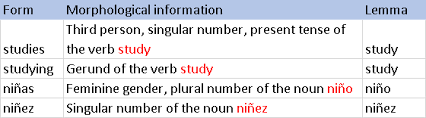 Form Morphological information Lemma
Third person, singular number, present tense of
studies the verb study study
studying Gerund of the verb study study
niñas Feminine gender, plural number of the noun niño niño
niñez Singular number of the noun niñez niñez